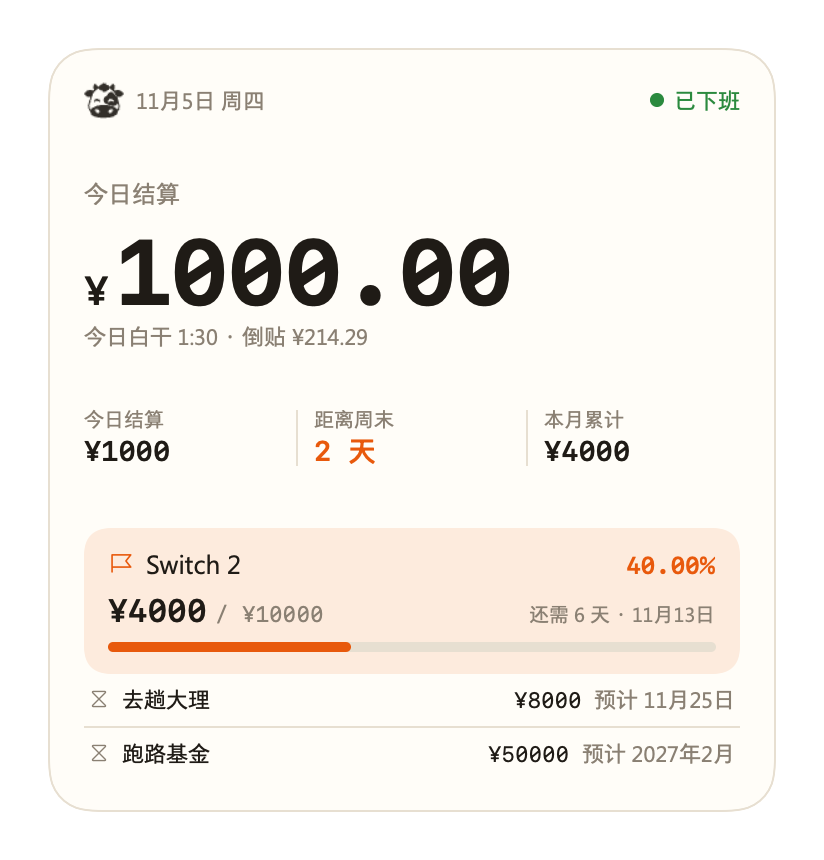 11月5日 周四
已下班
今日结算
¥1000.00
今日白干 1:30 · 倒贴 ¥214.29
今日结算
¥1000
距离周末
2 天
本月累计
¥4000
Switch 2
40.00%
¥4000 / ¥10000
还需 6 天 · 11月13日
去趟大理
¥8000 预计 11月25日
跑路基金
¥50000 预计 2027年2月